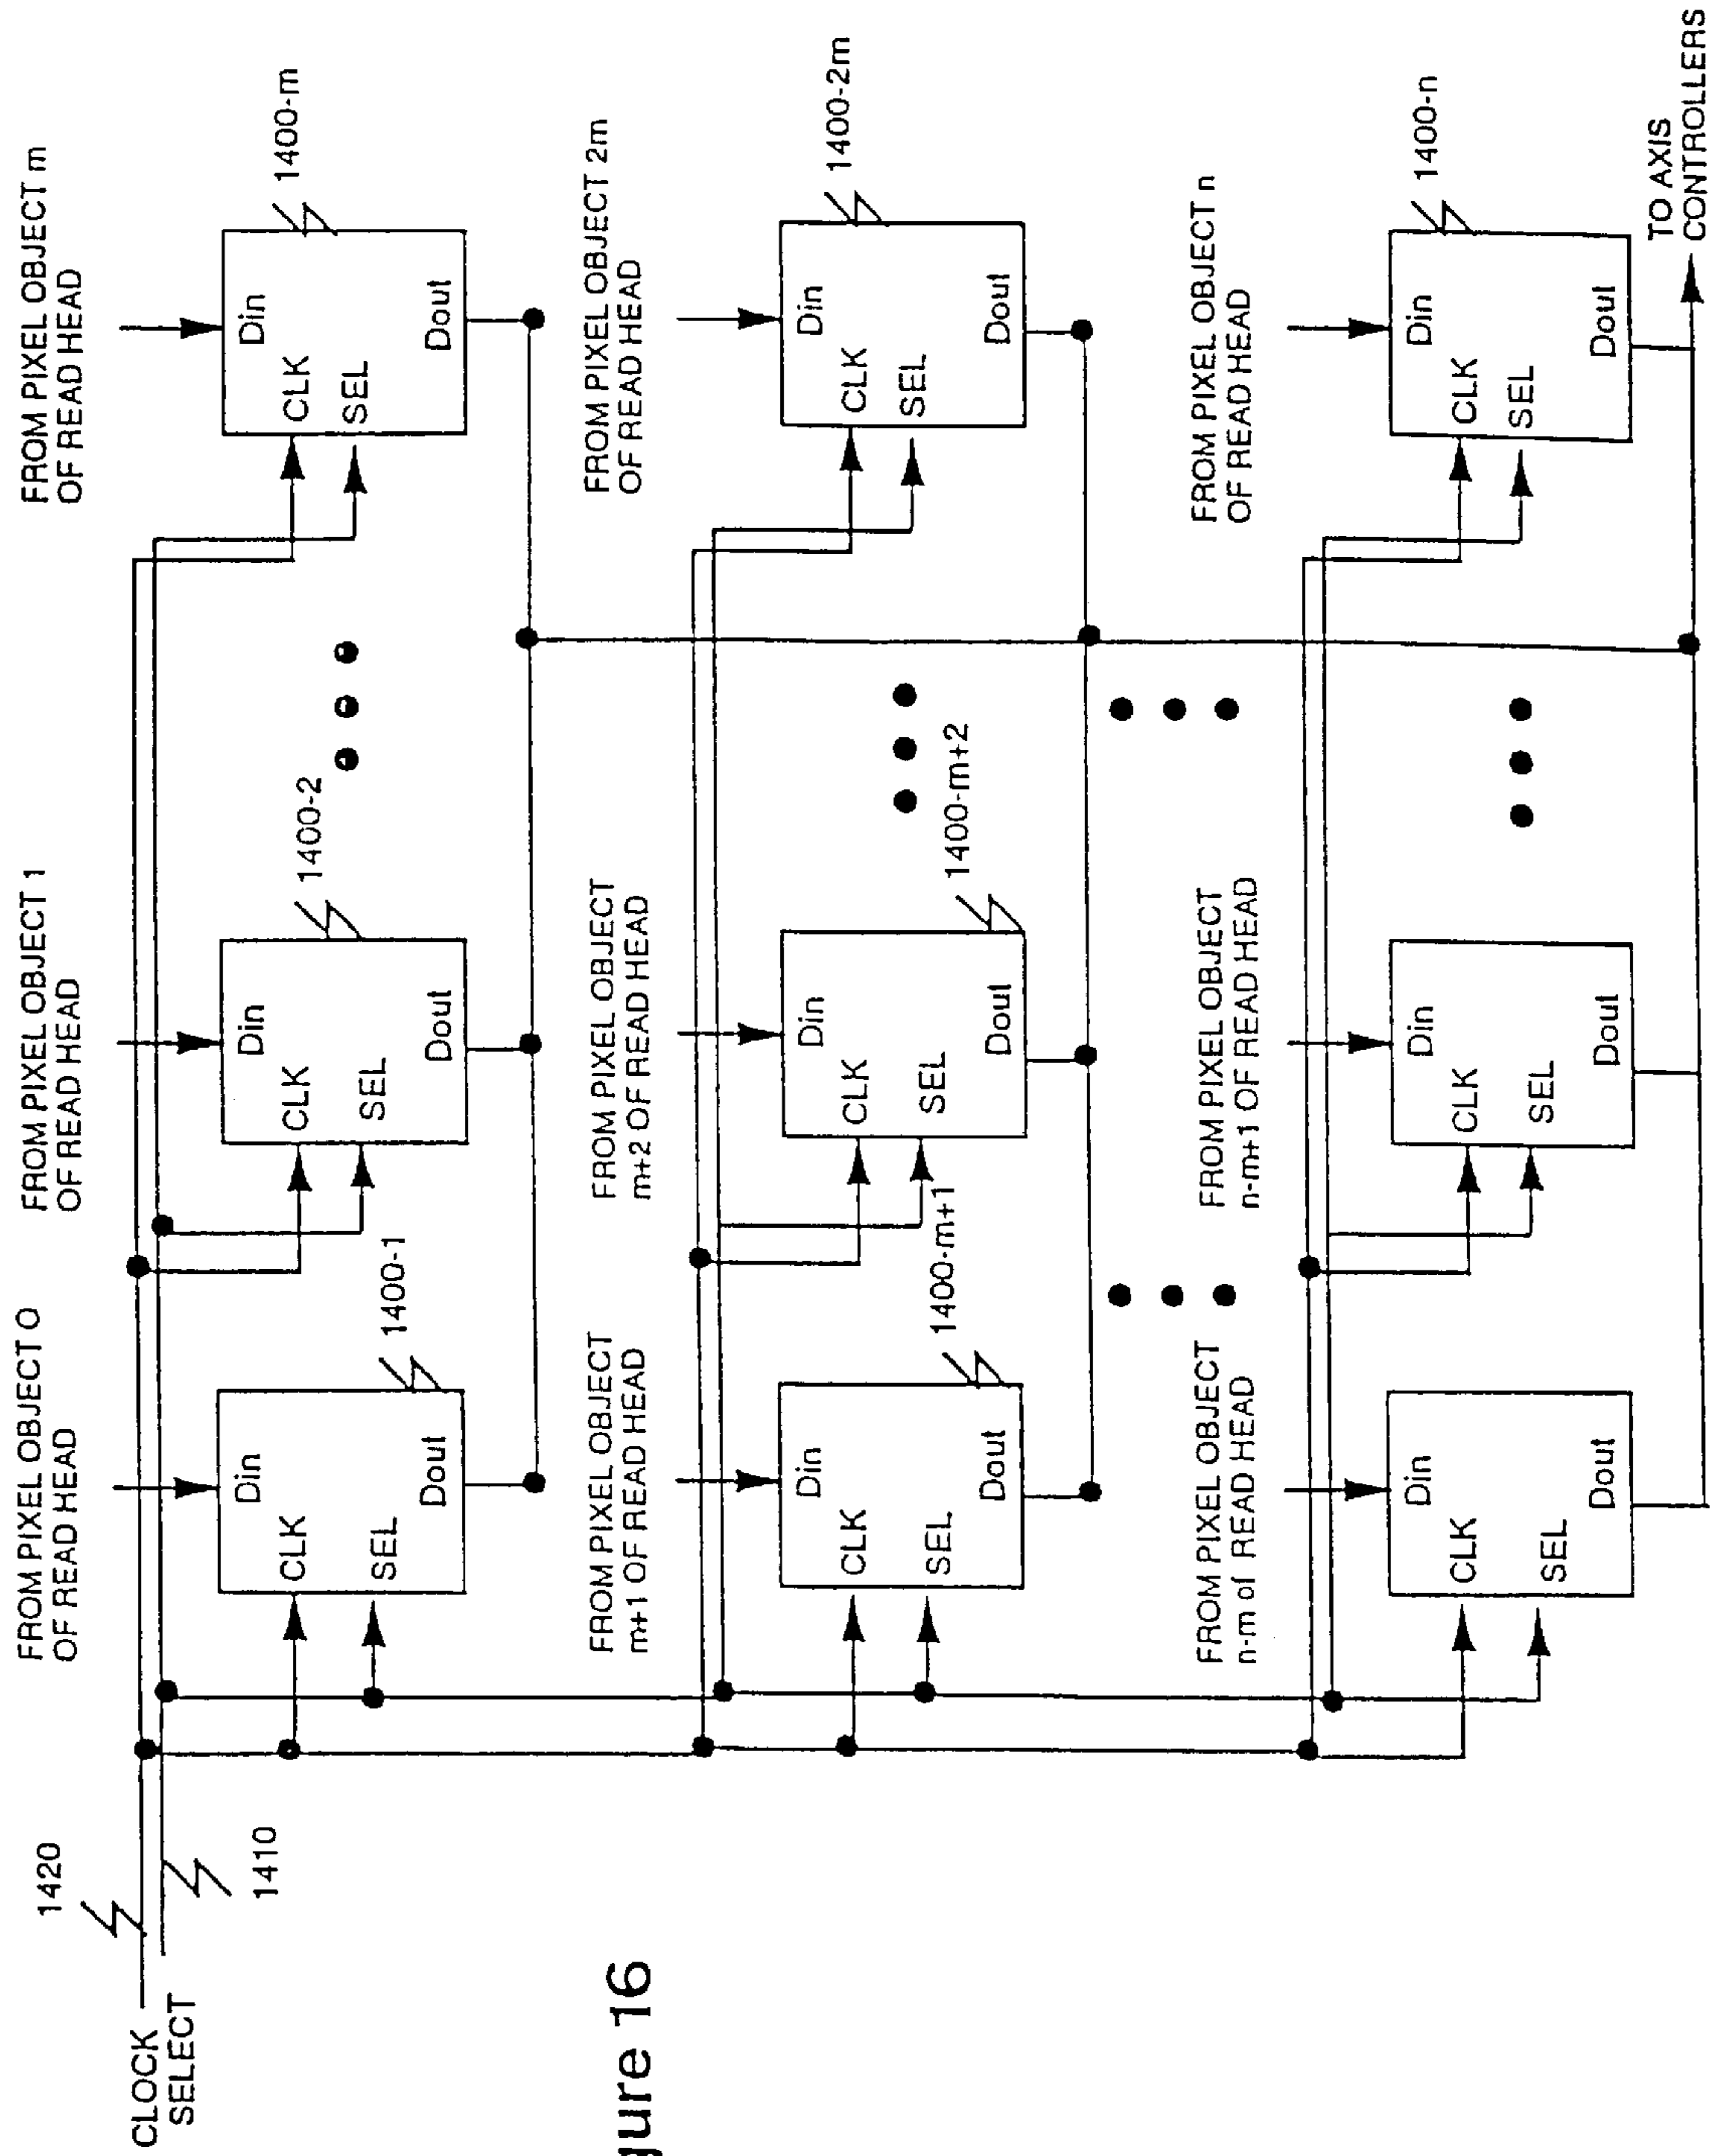 CLOCK
SELECT
1420
1410
FROM PIXEL OBJECT O
OF READ HEAD
FROM PIXEL OBJECT 1
OF READ HEAD
FROM PIXEL OBJECT m
OF READ HEAD
Din
CLK
SEL
Dout
1400-1
Din
CLK
SEL
Dout
1400-2
Din
CLK
SEL
Dout
1400-m
FROM PIXEL OBJECT
m+1 OF READ HEAD
FROM PIXEL OBJECT
m+2 OF READ HEAD
FROM PIXEL OBJECT 2m
OF READ HEAD
Din
CLK
SEL
Dout
1400-m+1
Din
CLK
SEL
Dout
1400-m+2
Din
CLK
SEL
Dout
1400-2m
FROM PIXEL OBJECT
n-m of READ HEAD
FROM PIXEL OBJECT
n-m+1 OF READ HEAD
FROM PIXEL OBJECT n
OF READ HEAD
Din
CLK
SEL
Dout
Din
CLK
SEL
Dout
Din
CLK
SEL
Dout
1400-n
TO AXIS
CONTROLLERS
gure 16